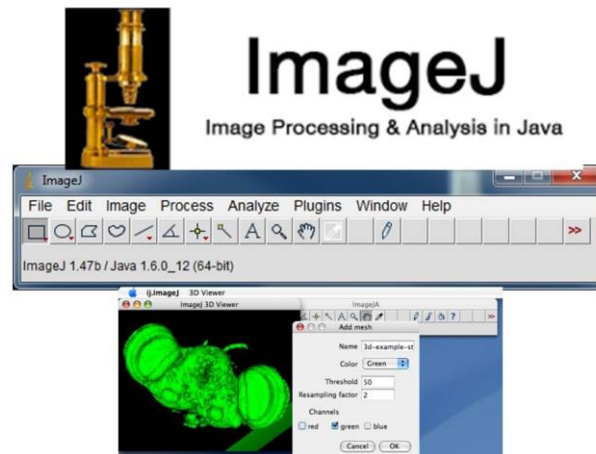 ImageJ
Image Processing & Analysis in Java
ImageJ
File Edit Image Process Analyze Plugins Window Help
A
>>
ImageJ 1.47b / Java 1.6.0_12 (64-bit)
ij.ImageJ 3D Viewer
ImageJ 3D Viewer
ImageJA
A ? >>
Add mesh
Name 3d-example-st
Color Green
Threshold 50
Resampling factor 2
Channels
red green blue
Cancel OK